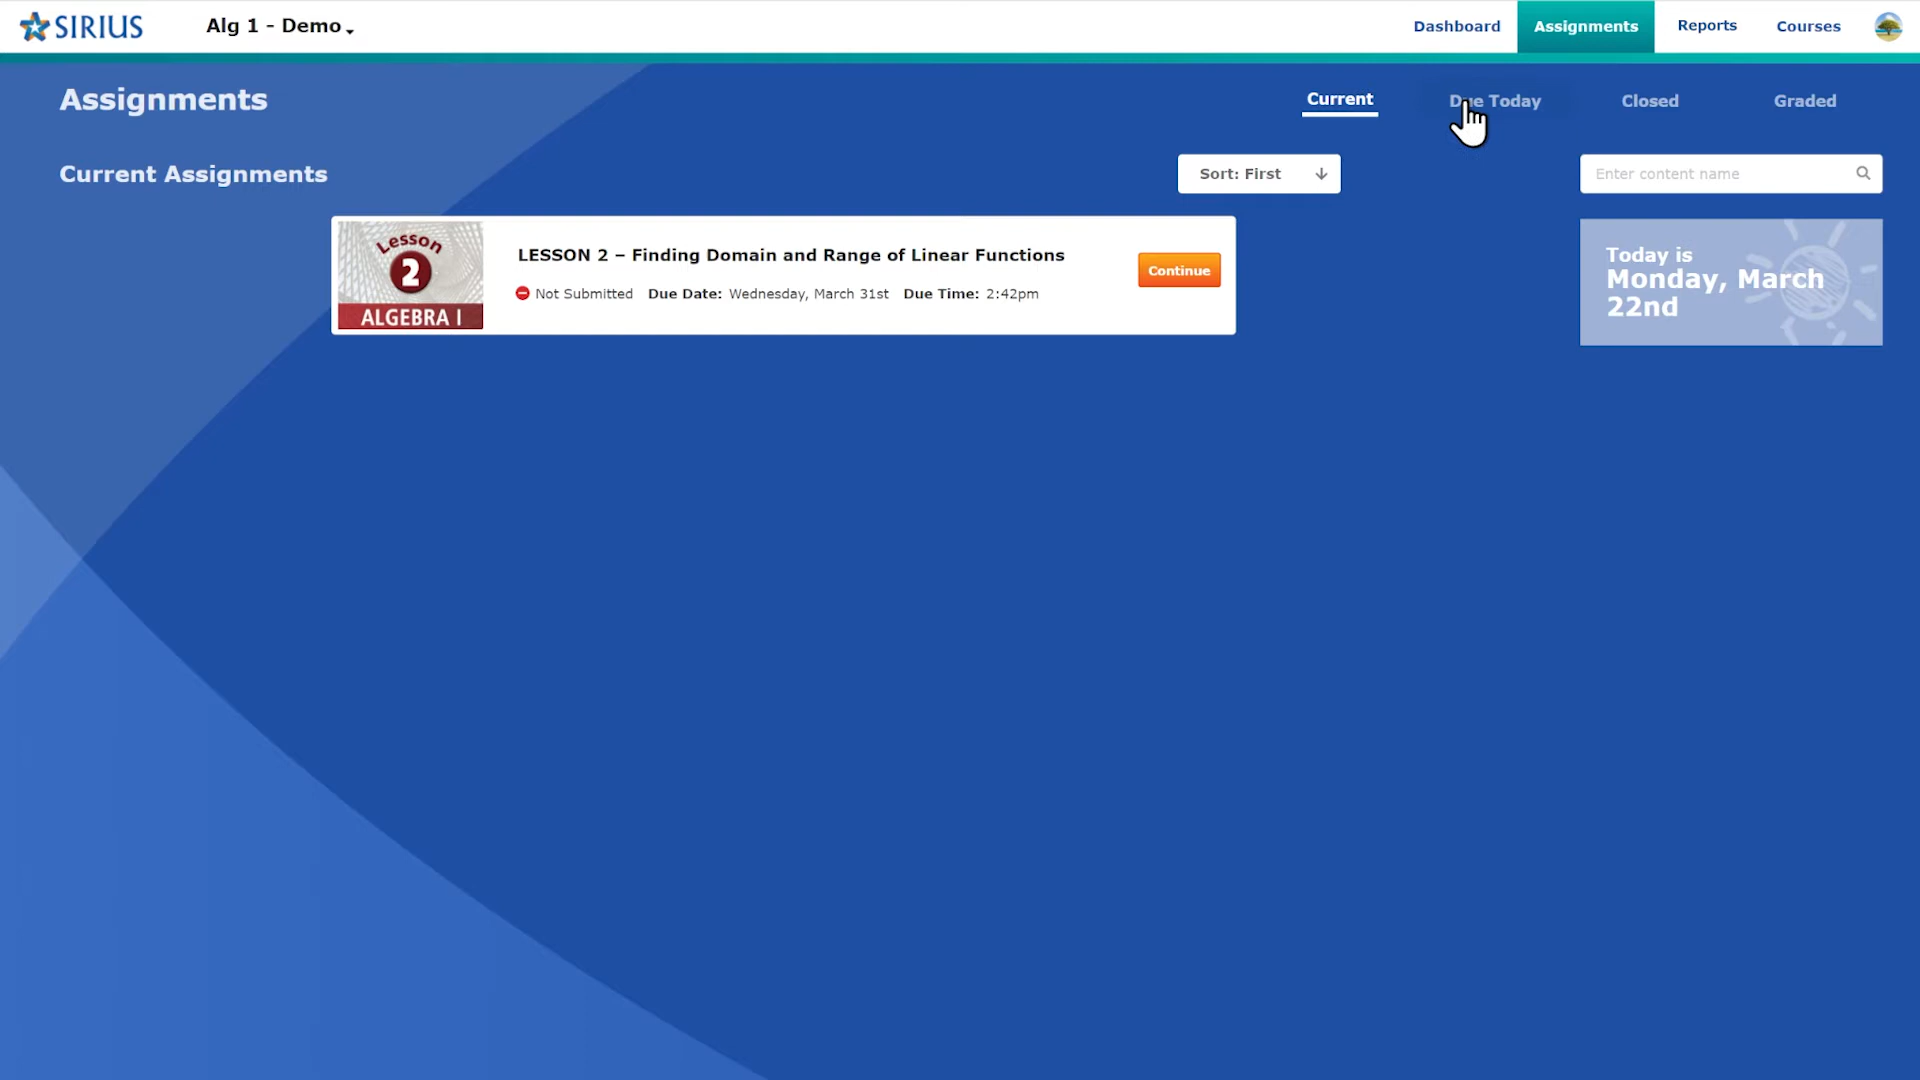 SIRIUS
Alg 1 - Demo
Dashboard
Assignments
Reports
Courses
Assignments
Current
Due Today
Closed
Graded
Current Assignments
Sort: First
Enter content name
Lesson
2
ALGEBRA I
LESSON 2 – Finding Domain and Range of Linear Functions
Not Submitted Due Date: Wednesday, March 31st Due Time: 2:42pm
Continue
Today is
Monday, March
22nd